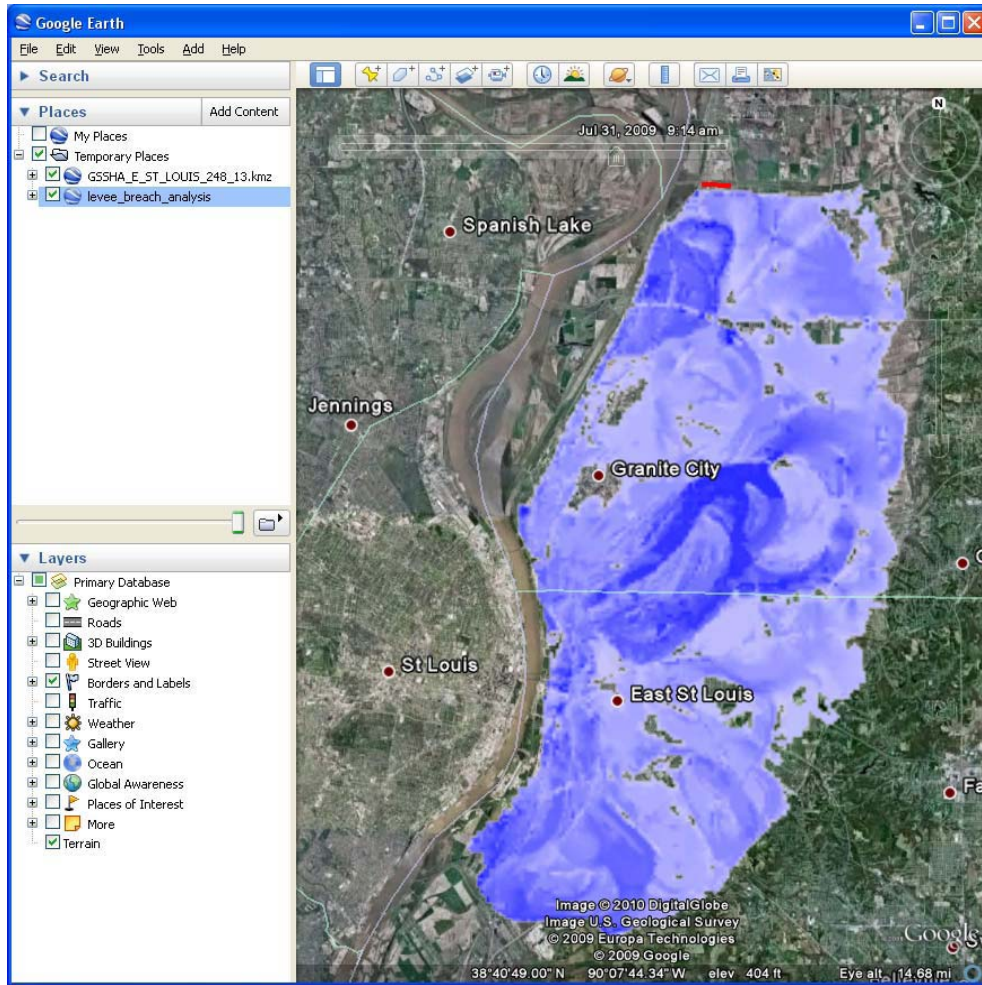 Google Earth
File Edit View Tools Add Help
Search
Places
Add Content
My Places
Temporary Places
GSSHA_E_ST_LOUIS_248_13.kmz
levee_breach_analysis
Layers
Primary Database
Geographic Web
Roads
3D Buildings
Street View
Borders and Labels
Traffic
Weather
Gallery
Ocean
Global Awareness
Places of Interest
More
Terrain
Jul 31, 2009 9:14 am
N
Spanish Lake
Jennings
Granite City
St Louis
East St Louis
Fa
Image © 2010 DigitalGlobe
Image U.S. Geological Survey
© 2009 Europa Technologies
© 2009 Google
Google
38°40'49.00" N 90°07'44.34" W elev 404 ft Eye alt 14.68 mi